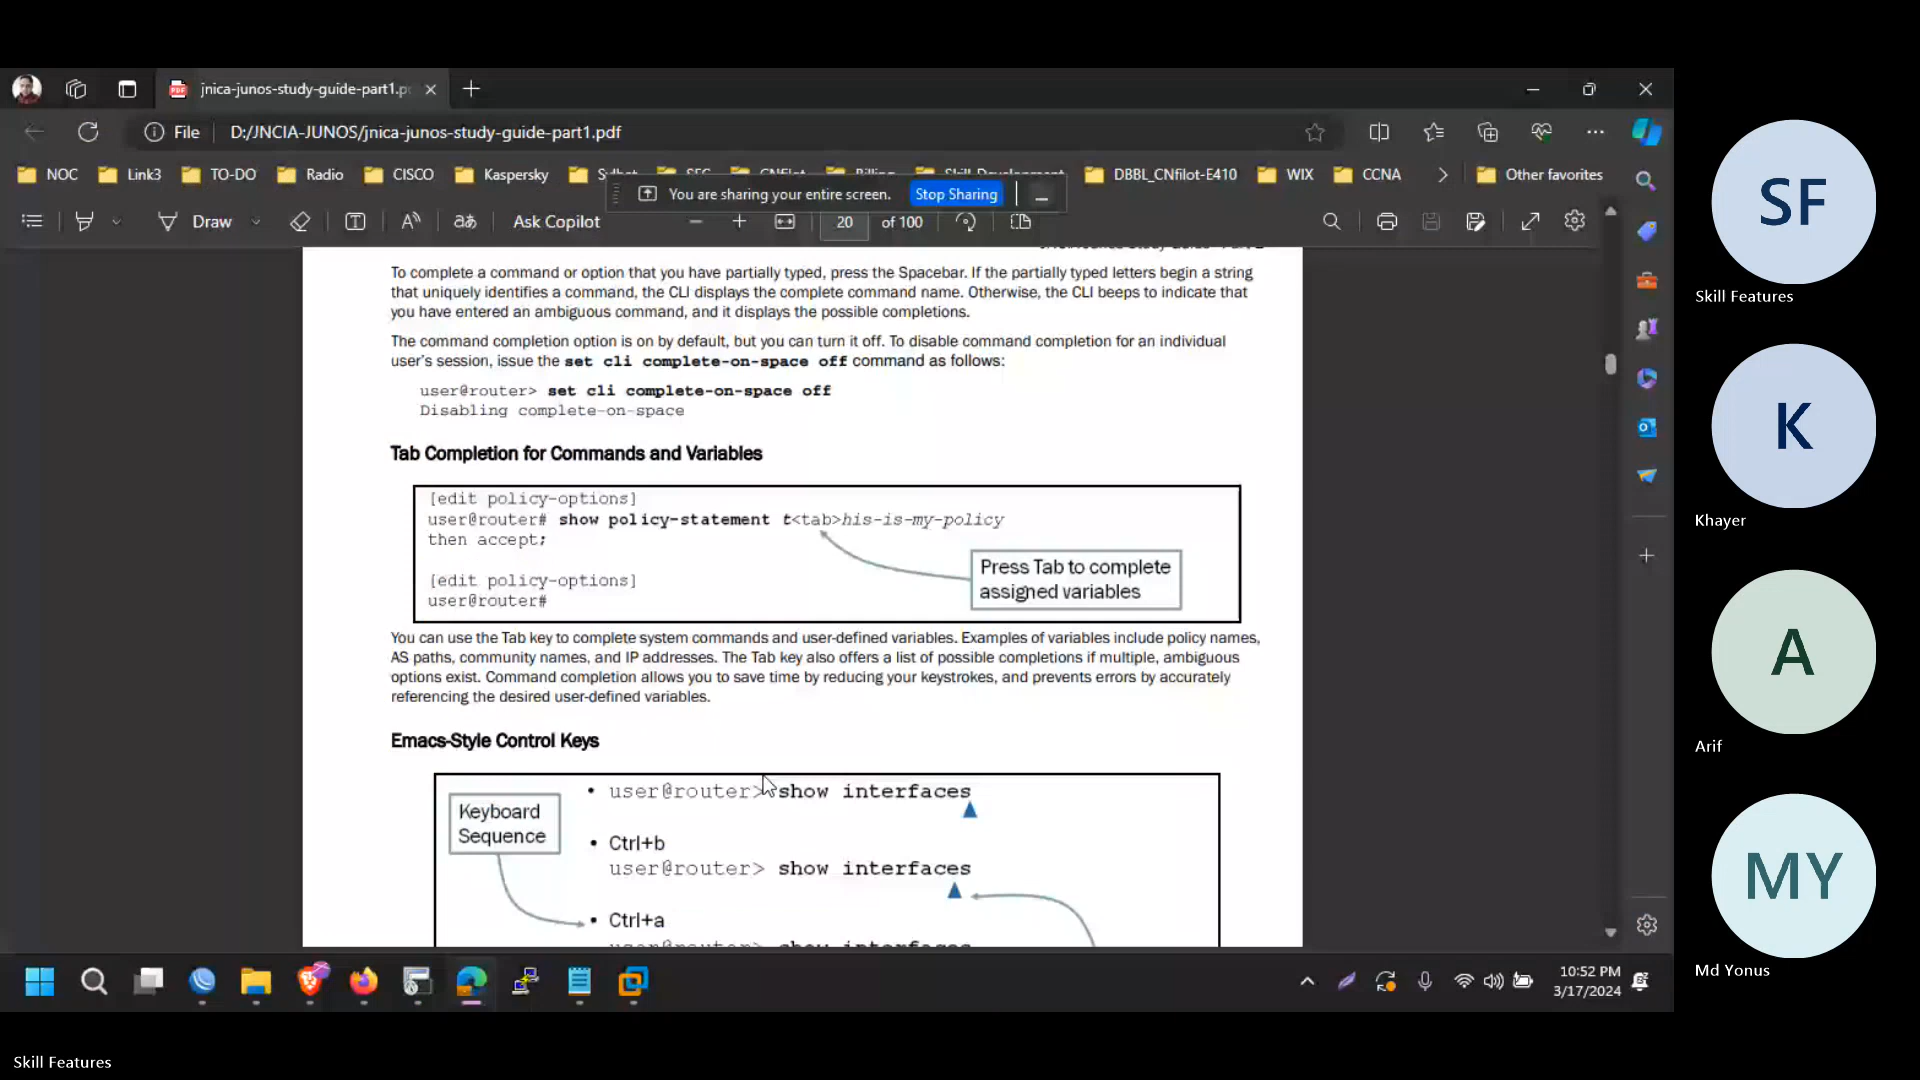 jnica-junos-study-guide-part1.p
File D:/JNCIA-JUNOS/jnica-junos-study-guide-part1.pdf
NOC Link3 TO-DO Radio CISCO Kaspersky DBBL_CNfilot-E410 WIX CCNA Other favorites
You are sharing your entire screen. Stop Sharing
Draw Ask Copilot 20 of 100
To complete a command or option that you have partially typed, press the Spacebar. If the partially typed letters begin a string
that uniquely identifies a command, the CLI displays the complete command name. Otherwise, the CLI beeps to indicate that
you have entered an ambiguous command, and it displays the possible completions.
The command completion option is on by default, but you can turn it off. To disable command completion for an individual
user's session, issue the set cli complete-on-space off command as follows:
user@router> set cli complete-on-space off
Disabling complete-on-space
Tab Completion for Commands and Variables
[edit policy-options]
user@router# show policy-statement t<tab>his-is-my-policy
then accept;
[edit policy-options]
user@router#
Press Tab to complete
assigned variables
You can use the Tab key to complete system commands and user-defined variables. Examples of variables include policy names,
AS paths, community names, and IP addresses. The Tab key also offers a list of possible completions if multiple, ambiguous
options exist. Command completion allows you to save time by reducing your keystrokes, and prevents errors by accurately
referencing the desired user-defined variables.
Emacs-Style Control Keys
Keyboard
Sequence
• user@router> show interfaces
• Ctrl+b
user@router> show interfaces
• Ctrl+a
user@router> show interfaces
SF
Skill Features
K
Khayer
A
Arif
MY
Md Yonus
10:52 PM
3/17/2024
Skill Features